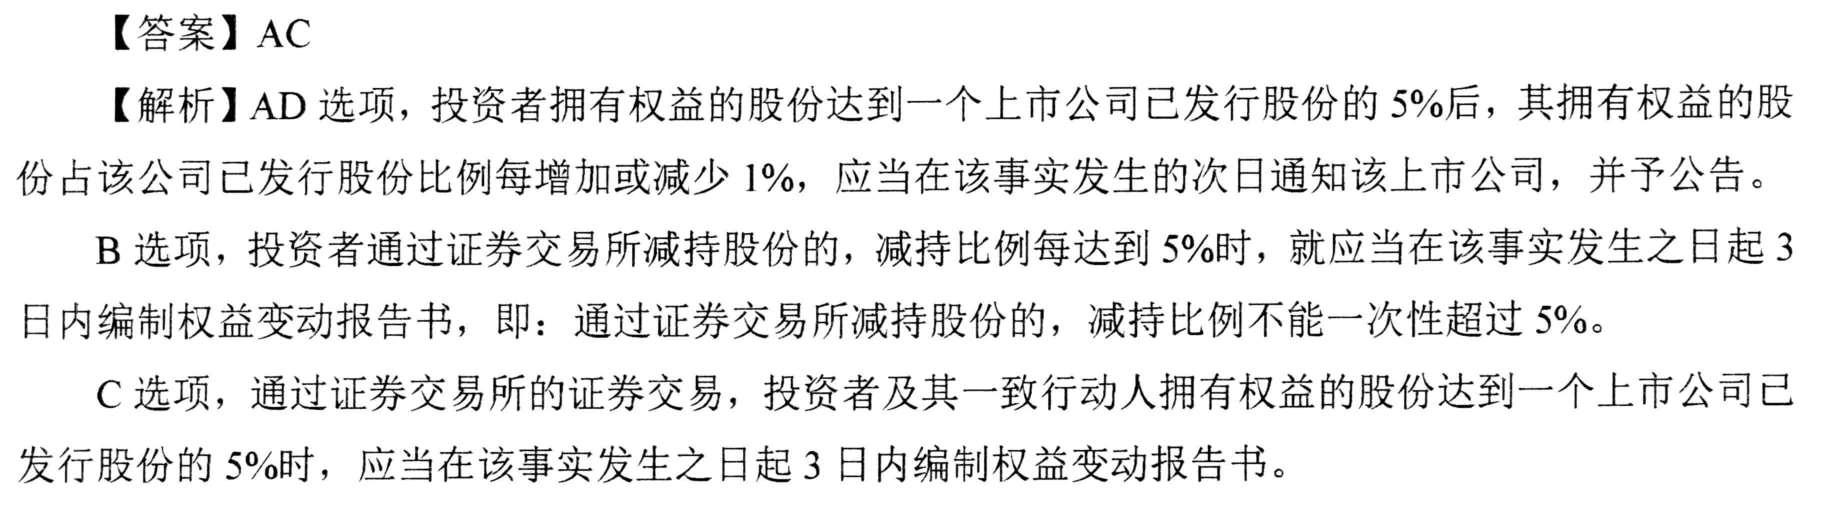 【答案】AC
【解析】AD 选项，投资者拥有权益的股份达到一个上市公司已发行股份的 5%后，其拥有权益的股
份占该公司已发行股份比例每增加或减少 1%，应当在该事实发生的次日通知该上市公司，并予公告。
B 选项，投资者通过证券交易所减持股份的，减持比例每达到 5%时，就应当在该事实发生之日起 3
日内编制权益变动报告书，即：通过证券交易所减持股份的，减持比例不能一次性超过 5%。
C 选项，通过证券交易所的证券交易，投资者及其一致行动人拥有权益的股份达到一个上市公司已
发行股份的 5%时，应当在该事实发生之日起 3 日内编制权益变动报告书。